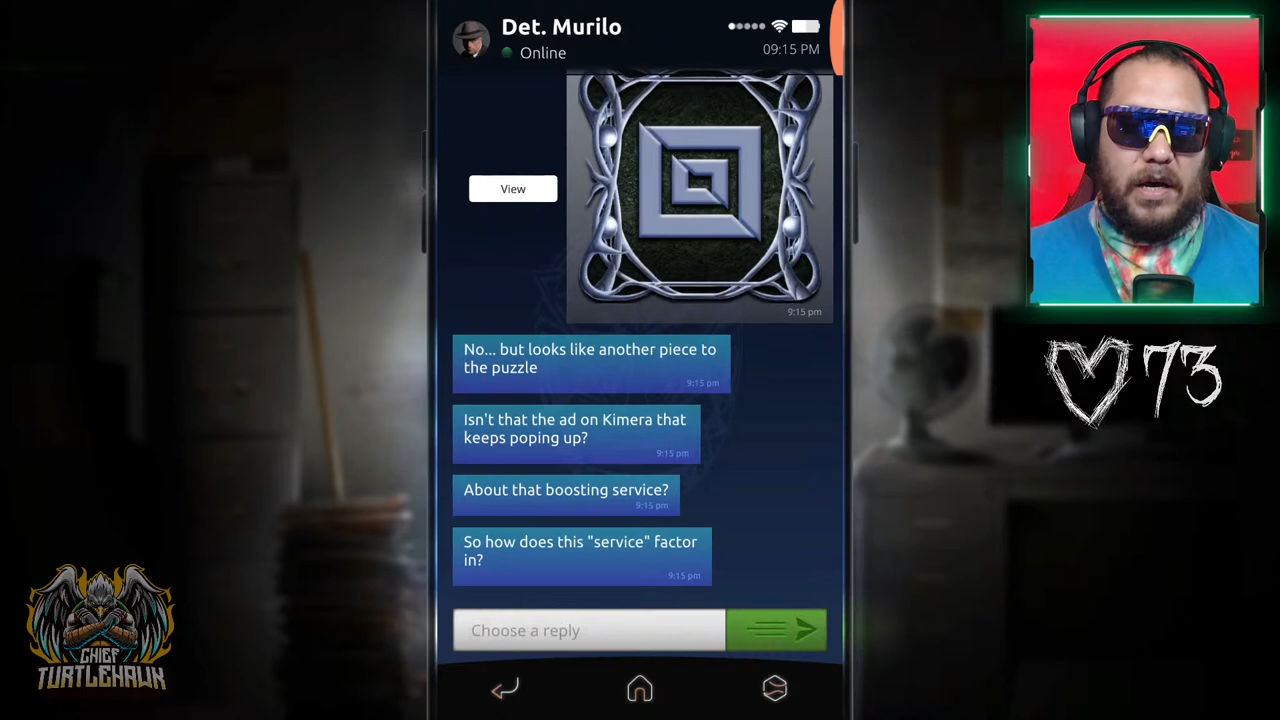 Det. Murilo
Online
09:15 PM
View
9:15 pm
No... but looks like another piece to
the puzzle
9:15 pm
Isn't that the ad on Kimera that
keeps poping up?
9:15 pm
About that boosting service?
9:15 pm
So how does this "service" factor
in?
9:15 pm
Choose a reply
73
CHIEF
TURTLEHAWK